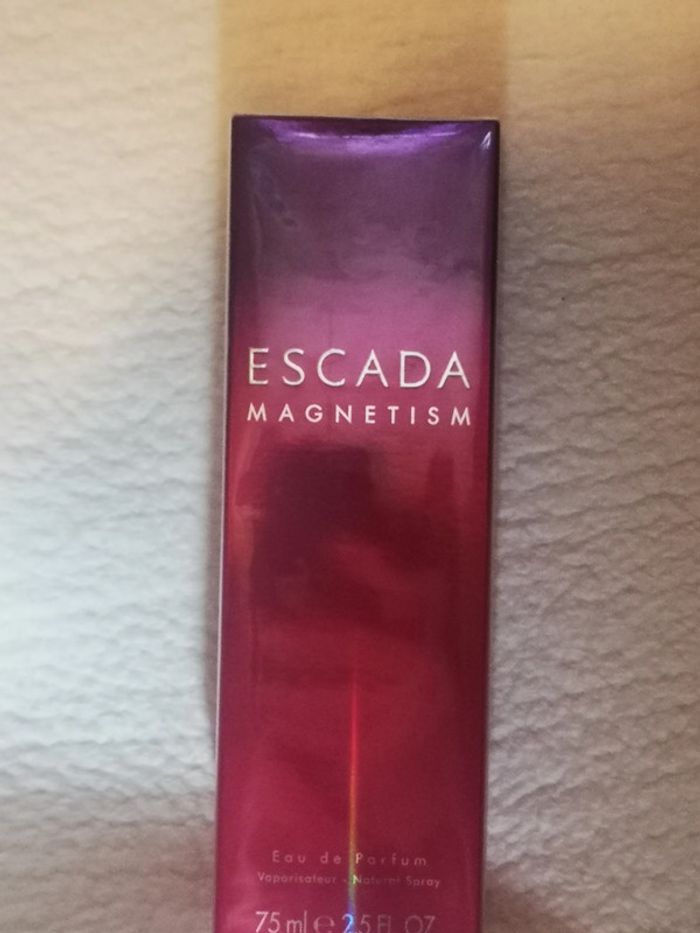 ESCADA
MAGNETISM
Eau de Parfum
Vaporisateur - Natural Spray
75 ml e 2.5 FL. OZ.